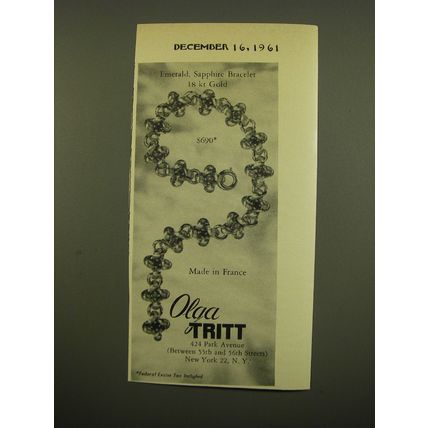 DECEMBER 16, 1961
Emerald, Sapphire Bracelet
18 kt Gold
$690*
Made in France
Olga
TRITT
424 Park Avenue
(Between 55th and 56th Streets)
New York 22, N. Y.
*Federal Excise Tax Included